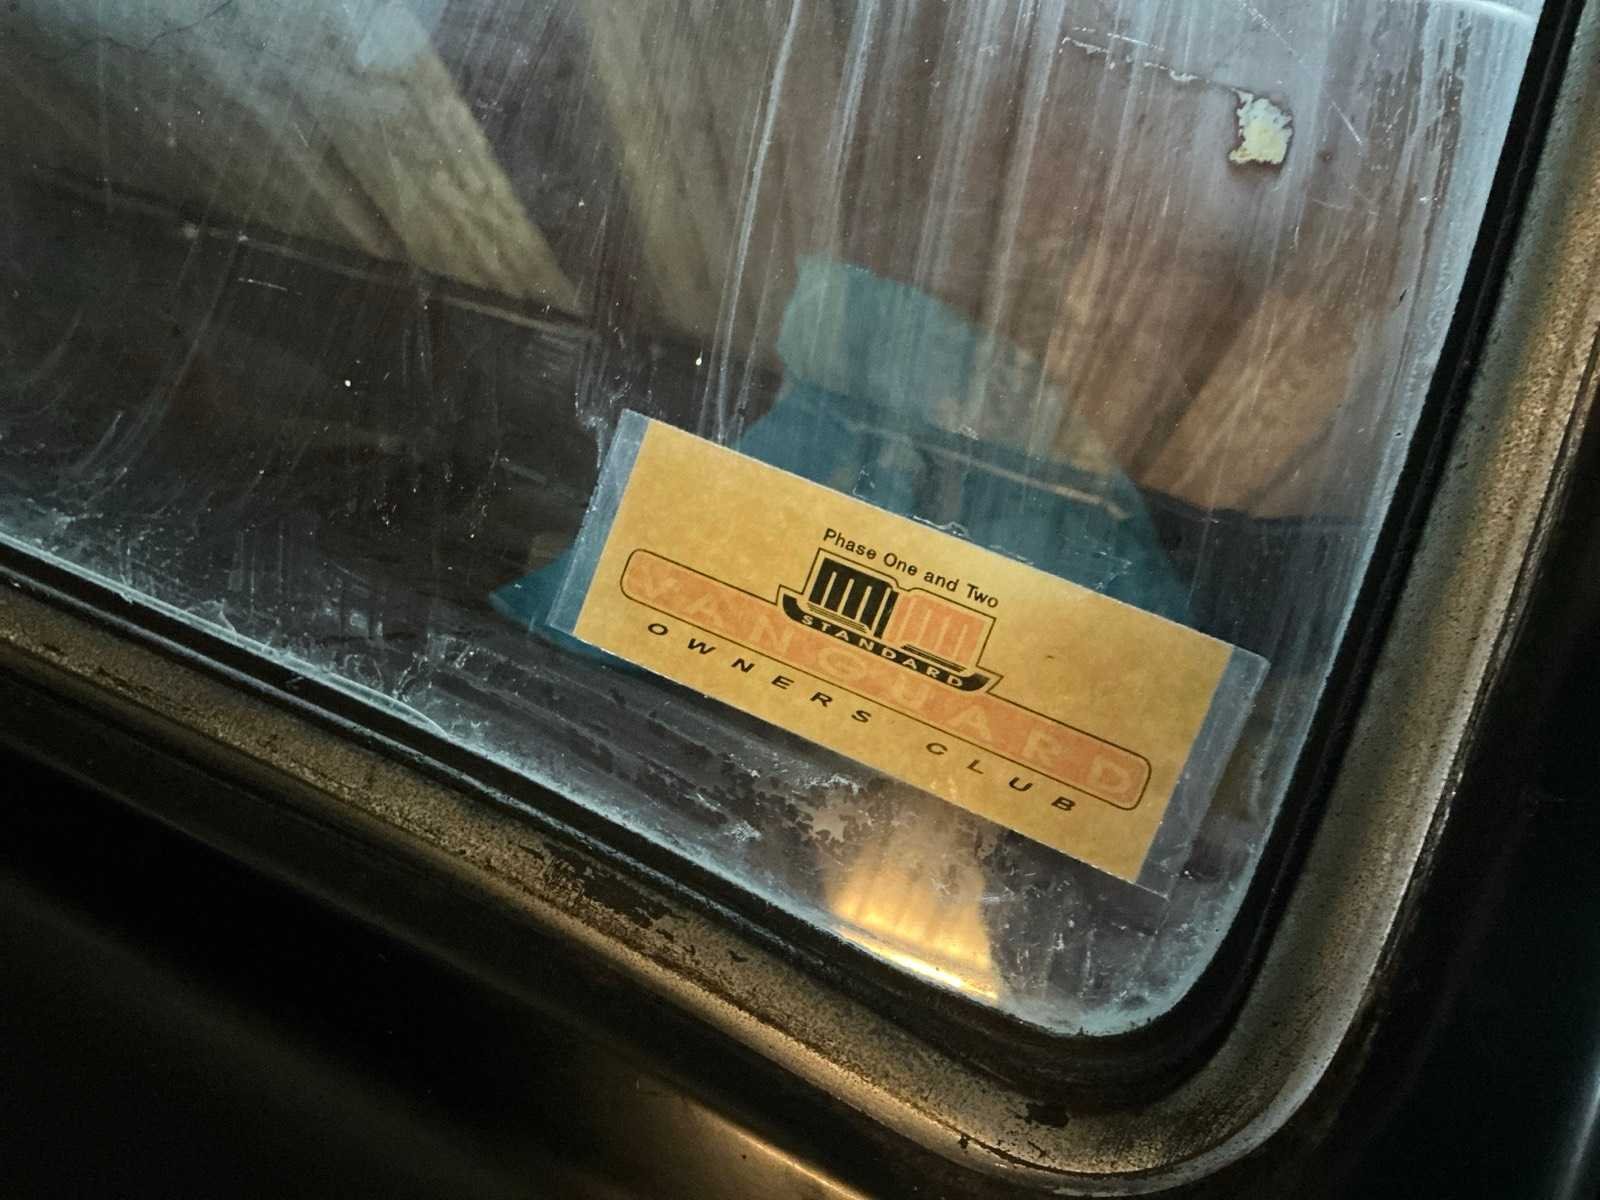 Phase One and Two
STANDARD
VANGUARD
OWNERS CLUB